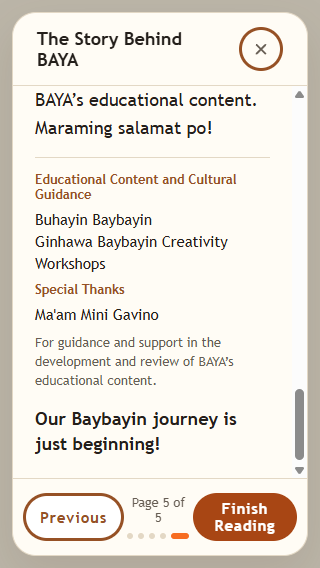 The Story Behind
BAYA
BAYA's educational content.
Maraming salamat po!
Educational Content and Cultural
Guidance
Buhayin Baybayin
Ginhawa Baybayin Creativity
Workshops
Special Thanks
Ma'am Mini Gavino
For guidance and support in the
development and review of BAYA's
educational content.
Our Baybayin journey is
just beginning!
Previous
Page 5 of
5
Finish
Reading